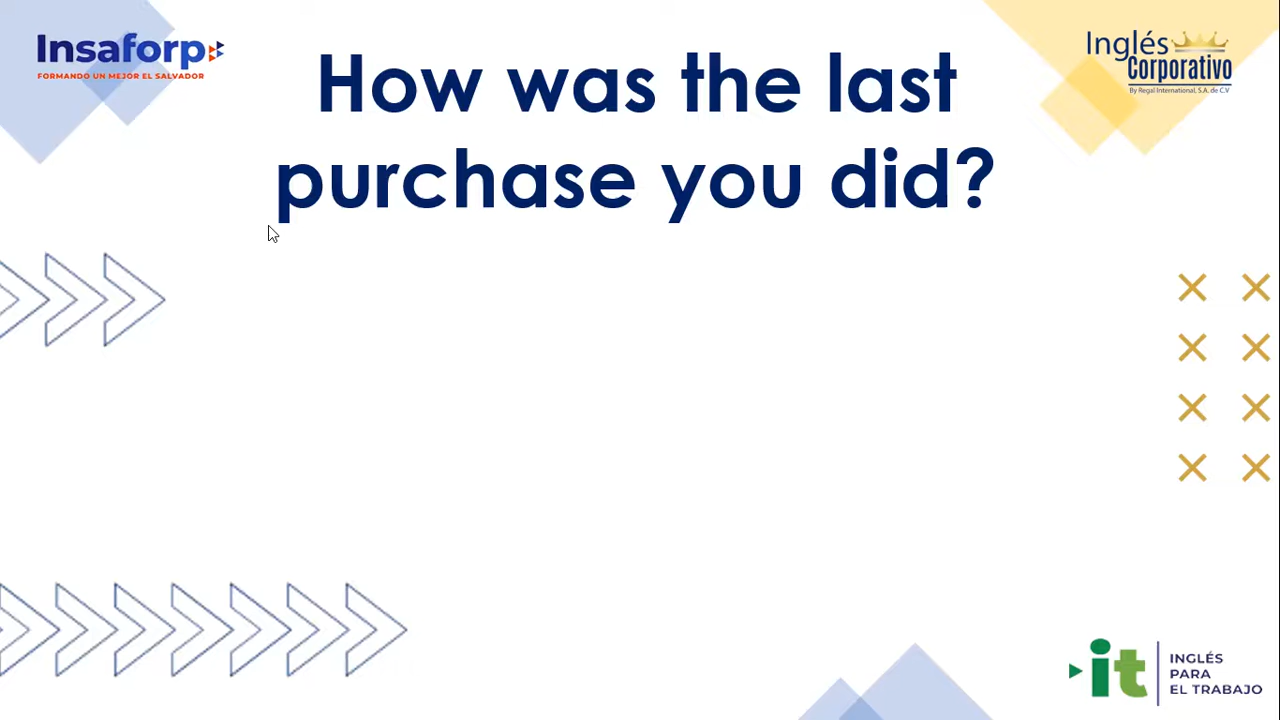 Insaforp
FORMANDO UN MEJOR EL SALVADOR
How was the last
purchase you did?
Inglés
Corporativo
By Regal International, S.A. de C.V
it
INGLÉS
PARA
EL TRABAJO